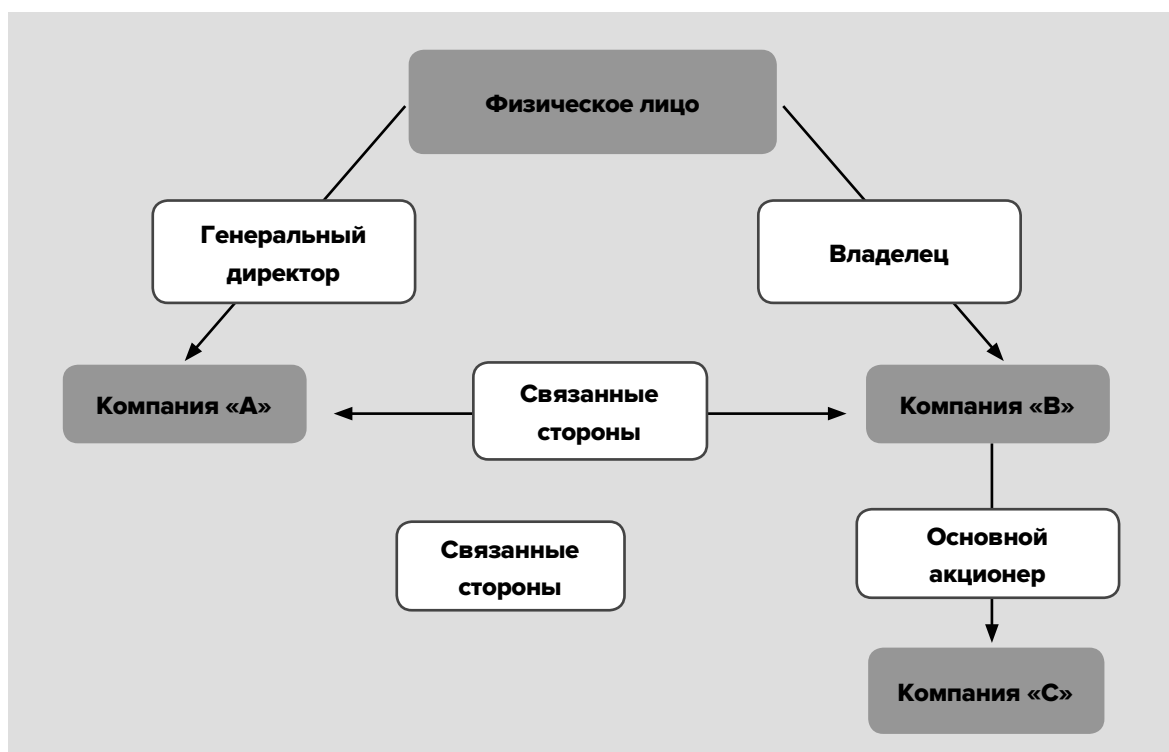 Физическое лицо
Генеральный
директор
Владелец
Компания «А»
Связанные
стороны
Компания «В»
Связанные
стороны
Основной
акционер
Компания «С»